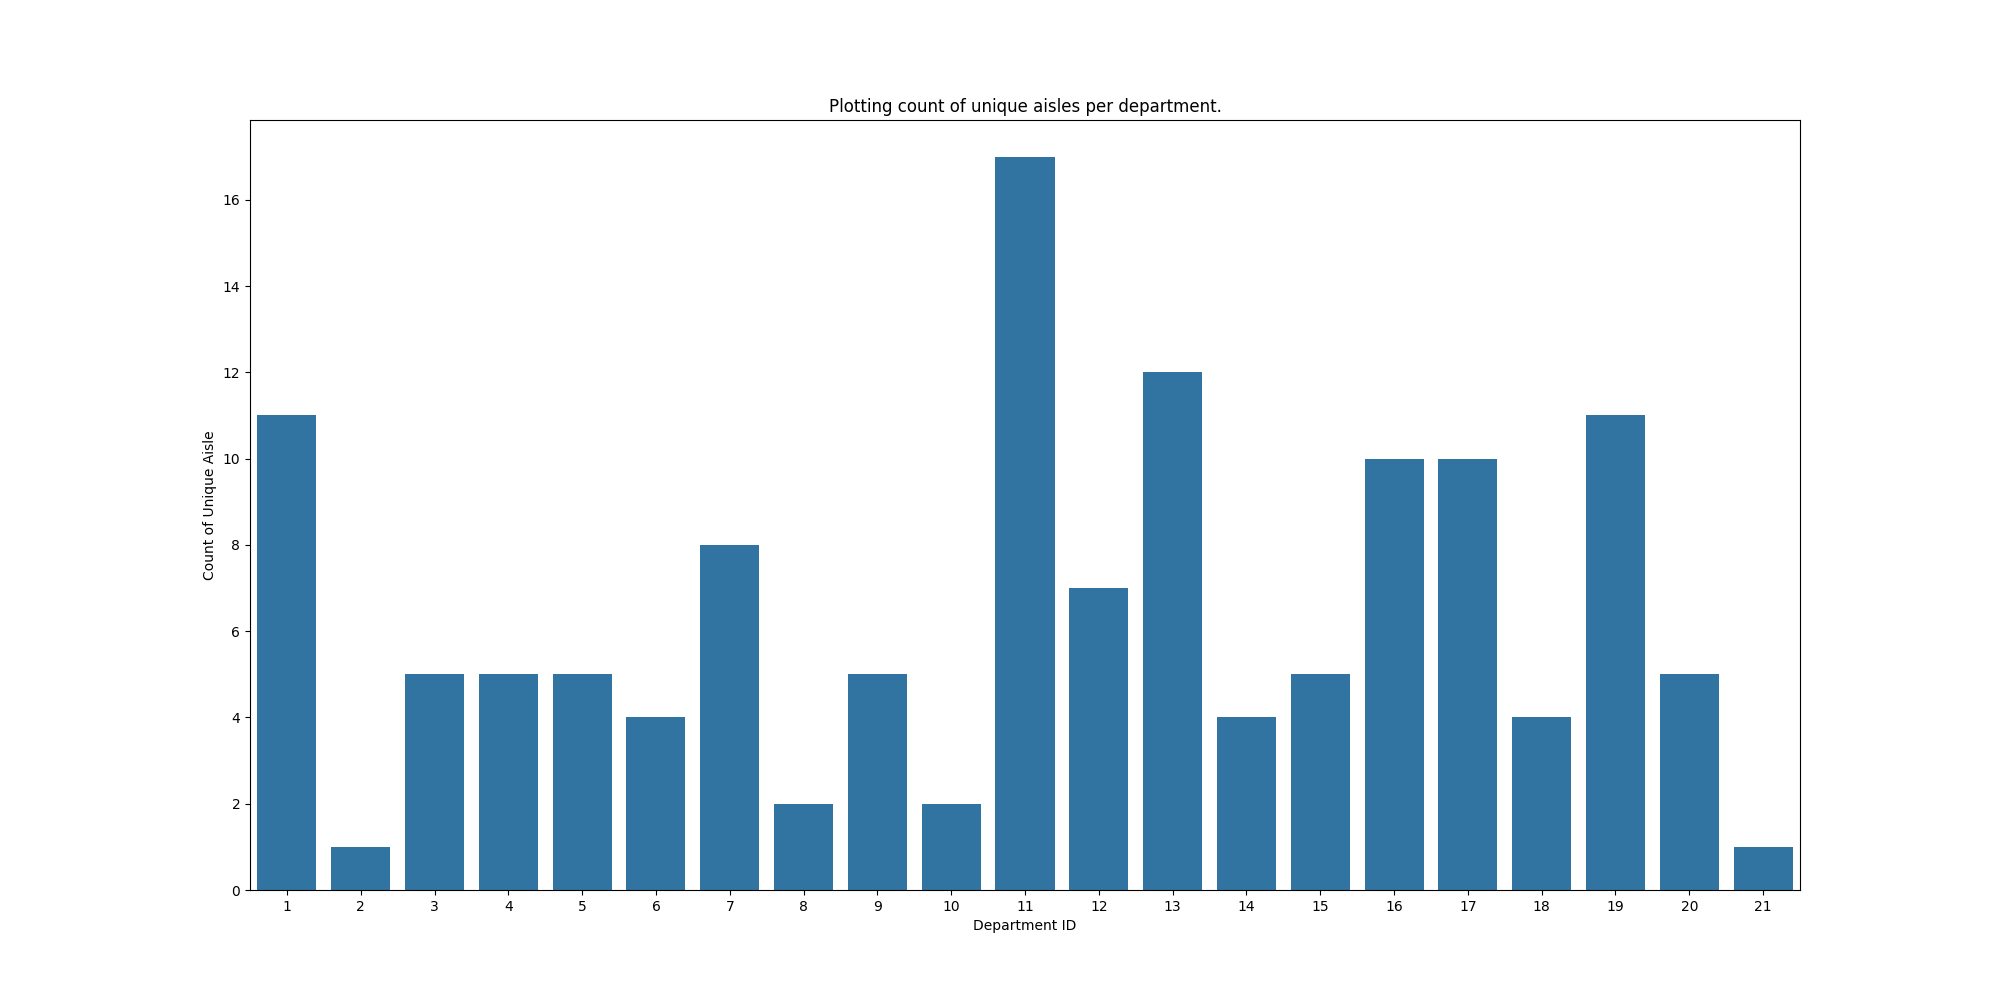 Plotting count of unique aisles per department.
Count of Unique Aisle
16
14
12
10
8
6
4
2
0
1 2 3 4 5 6 7 8 9 10 11 12 13 14 15 16 17 18 19 20 21
Department ID